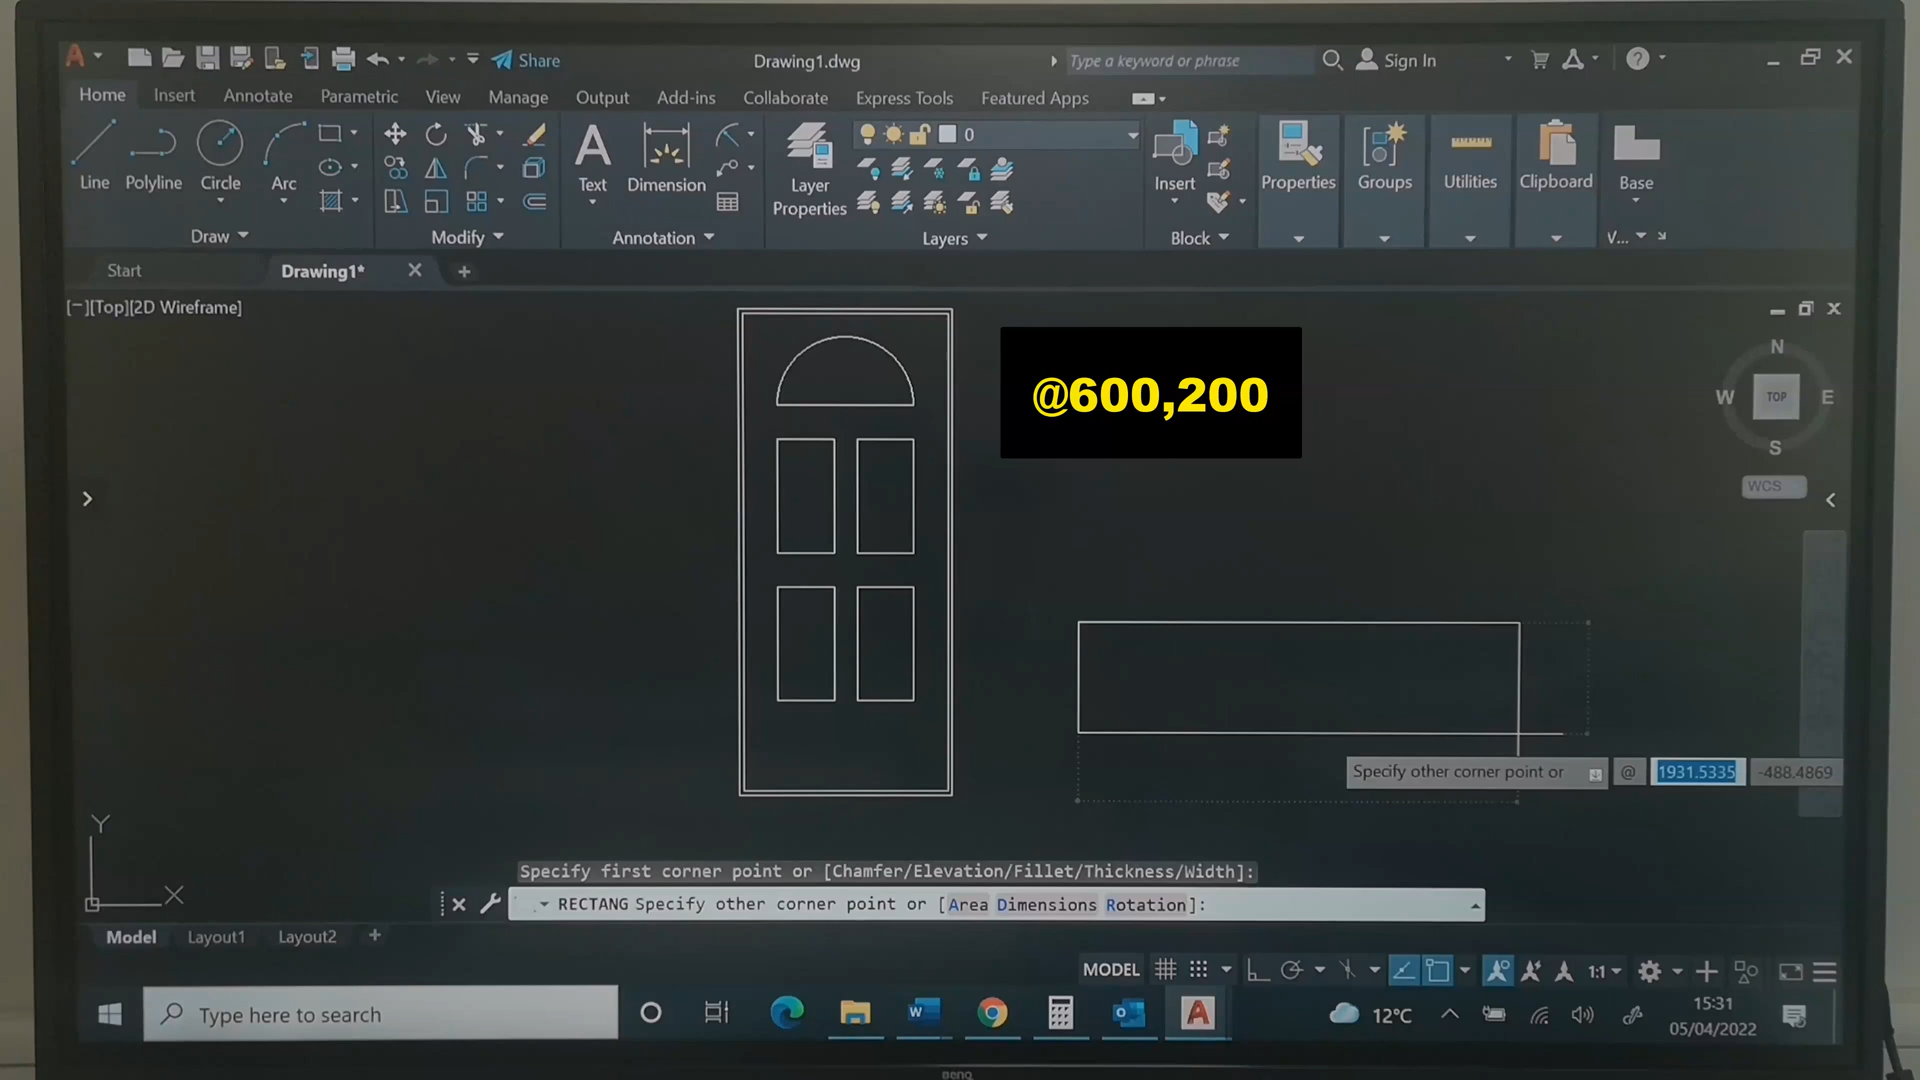 Share
Drawing1.dwg
Type a keyword or phrase
Sign In
Home
Insert
Annotate
Parametric
View
Manage
Output
Add-ins
Collaborate
Express Tools
Featured Apps
Line
Polyline
Circle
Arc
Text
Dimension
Layer
Properties
0
Insert
Properties
Groups
Utilities
Clipboard
Base
Draw
Modify
Annotation
Layers
Block
V...
Start
Drawing1*
[−][Top][2D Wireframe]
@600,200
N
W
TOP
E
S
WCS
Specify other corner point or
@
1931.5335
-488.4869
Y
X
Specify first corner point or [Chamfer/Elevation/Fillet/Thickness/Width]:
RECTANG Specify other corner point or [Area Dimensions Rotation]:
Model
Layout1
Layout2
MODEL
1:1
Type here to search
12°C
15:31
05/04/2022
BenQ